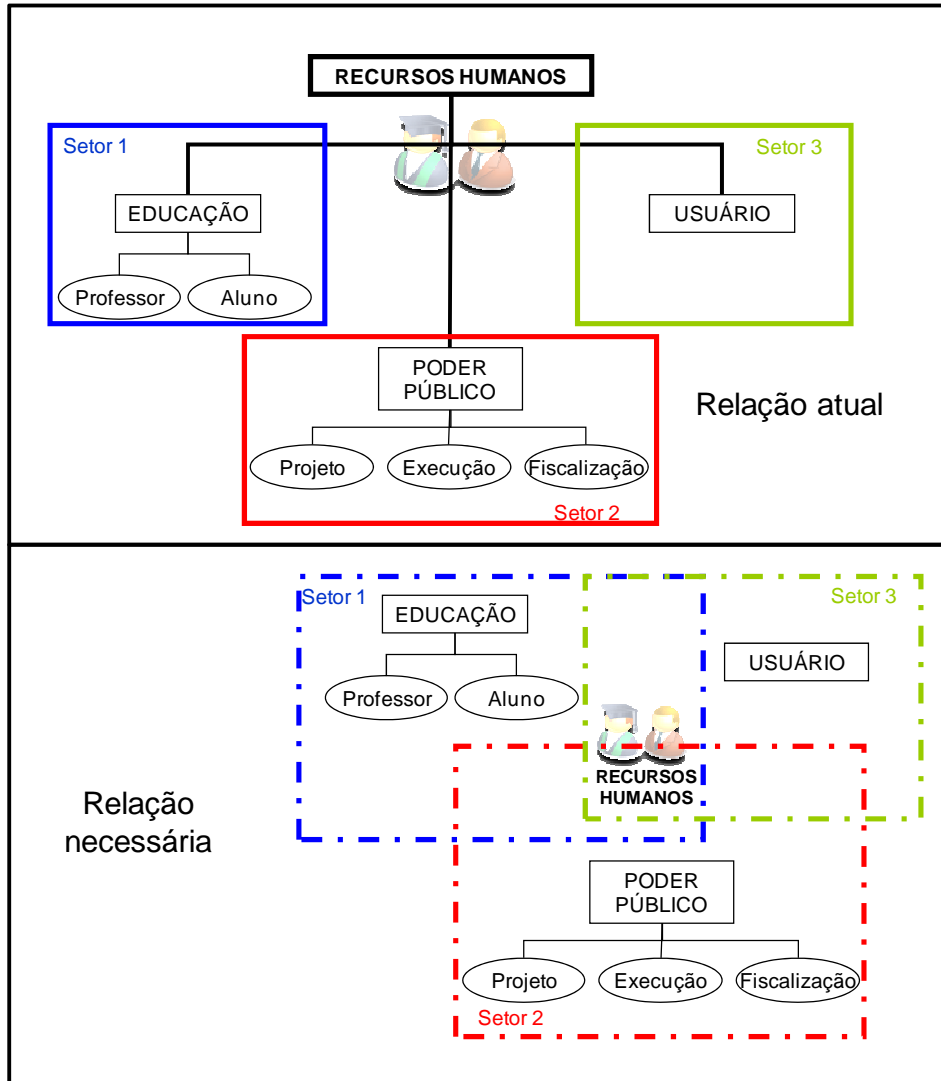 RECURSOS HUMANOS
Setor 1
Setor 3
EDUCAÇÃO
USUÁRIO
Professor
Aluno
PODER
PÚBLICO
Relação atual
Projeto
Execução
Fiscalização
Setor 2
Setor 1
Setor 3
EDUCAÇÃO
USUÁRIO
Professor
Aluno
RECURSOS
HUMANOS
Relação
necessária
PODER
PÚBLICO
Projeto
Execução
Fiscalização
Setor 2